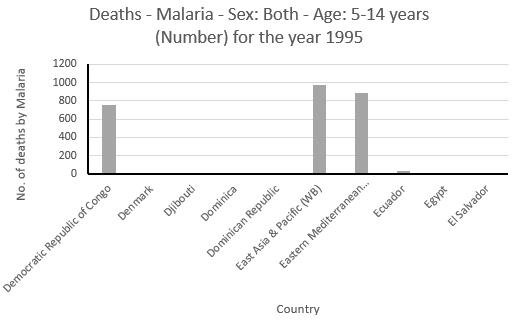 Deaths - Malaria - Sex: Both - Age: 5-14 years
(Number) for the year 1995
No. of deaths by Malaria
1200
1000
800
600
400
200
0
Democratic Republic of Congo
Denmark
Djibouti
Dominica
Dominican Republic
East Asia & Pacific (WB)
Eastern Mediterranean...
Ecuador
Egypt
El Salvador
Country